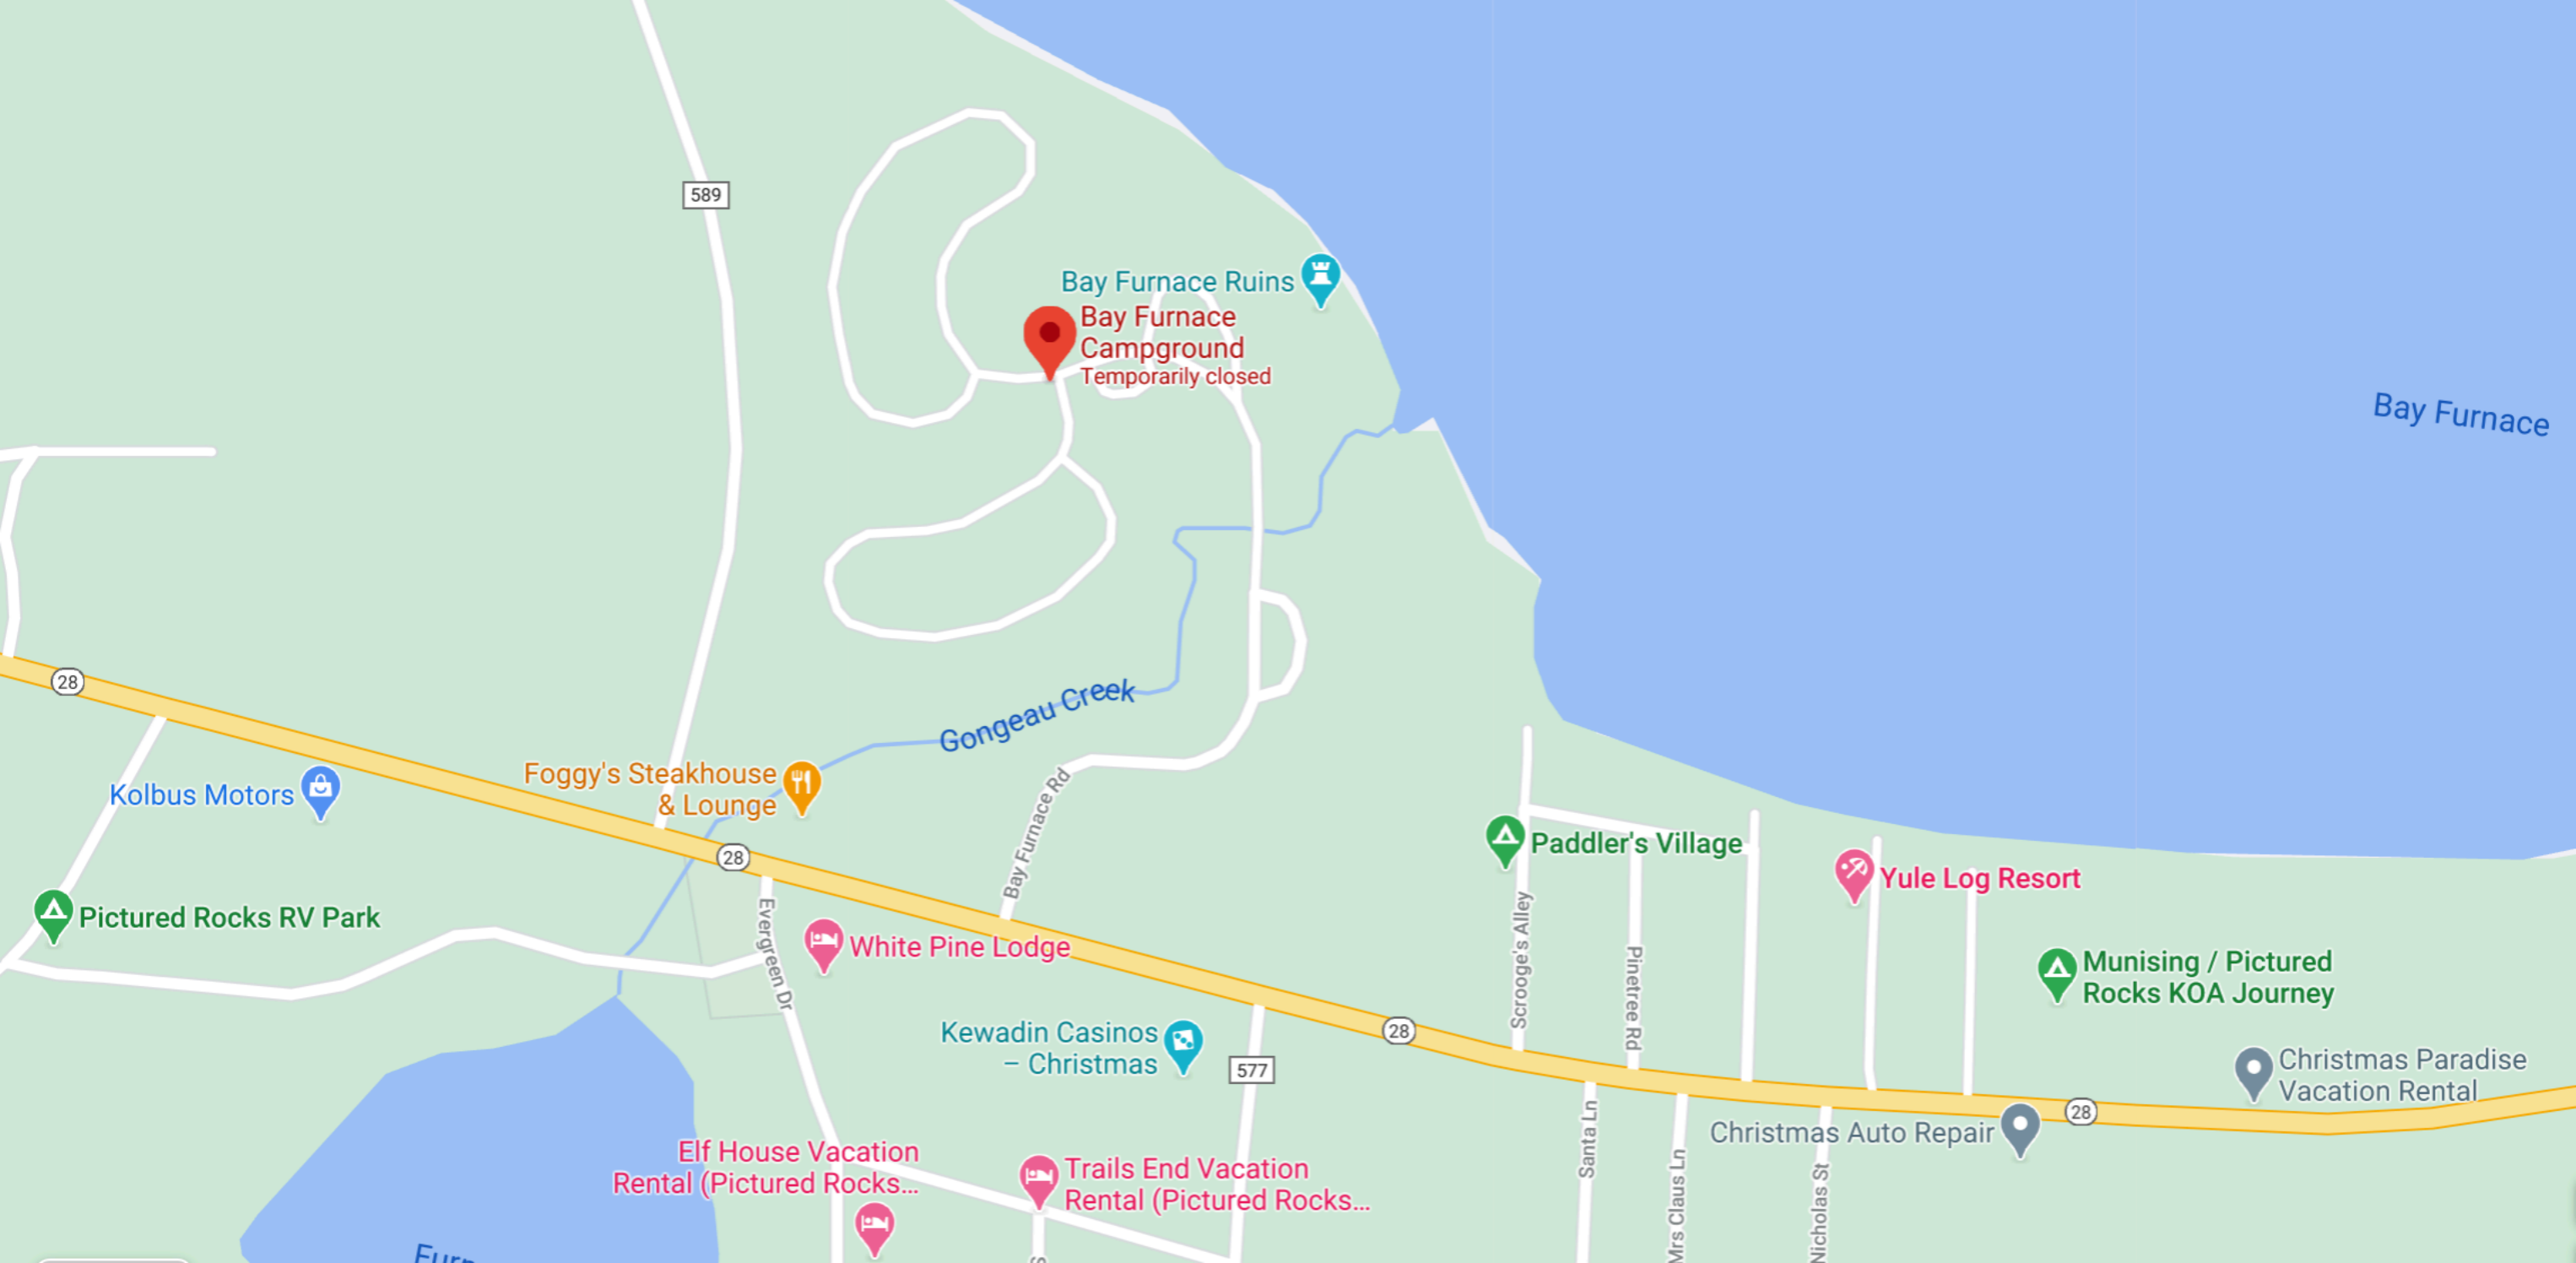 589
Bay Furnace Ruins
Bay Furnace
Campground
Temporarily closed
Bay Furnace
28
Gongeau Creek
Foggy's Steakhouse
& Lounge
Kolbus Motors
Bay Furnace Rd
28
Paddler's Village
Yule Log Resort
Pictured Rocks RV Park
Evergreen Dr
White Pine Lodge
Scrooge's Alley
Pinetree Rd
Munising / Pictured
Rocks KOA Journey
Kewadin Casinos
– Christmas
28
577
Christmas Paradise
Vacation Rental
28
Christmas Auto Repair
Santa Ln
Mrs Claus Ln
Nicholas St
Elf House Vacation
Rental (Pictured Rocks...
Trails End Vacation
Rental (Pictured Rocks...